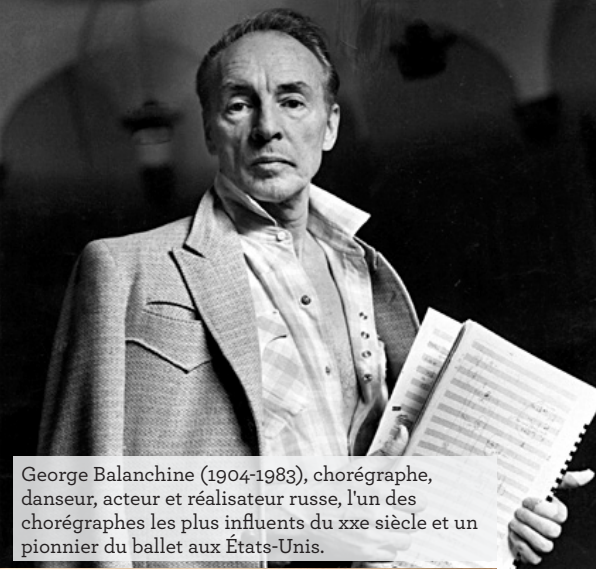 George Balanchine (1904-1983), chorégraphe,
danseur, acteur et réalisateur russe, l'un des
chorégraphes les plus influents du xxe siècle et un
pionnier du ballet aux États-Unis.